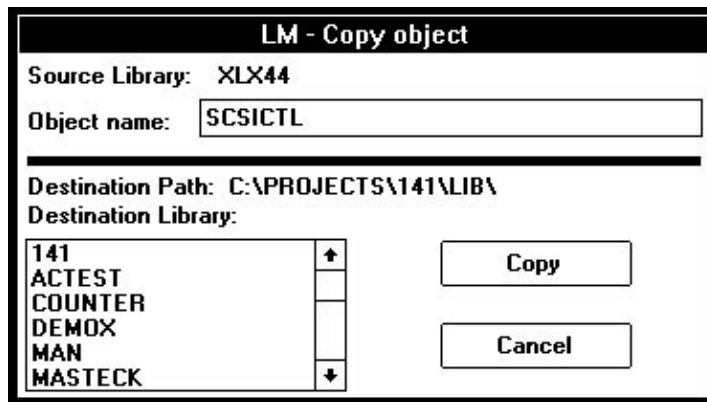 LM - Copy object
Source Library: XLX44
Object name: SCSICTL
Destination Path: C:\PROJECTS\141\LIB\
Destination Library:
141
ACTEST
COUNTER
DEMOX
MAN
MASTECK
Copy
Cancel